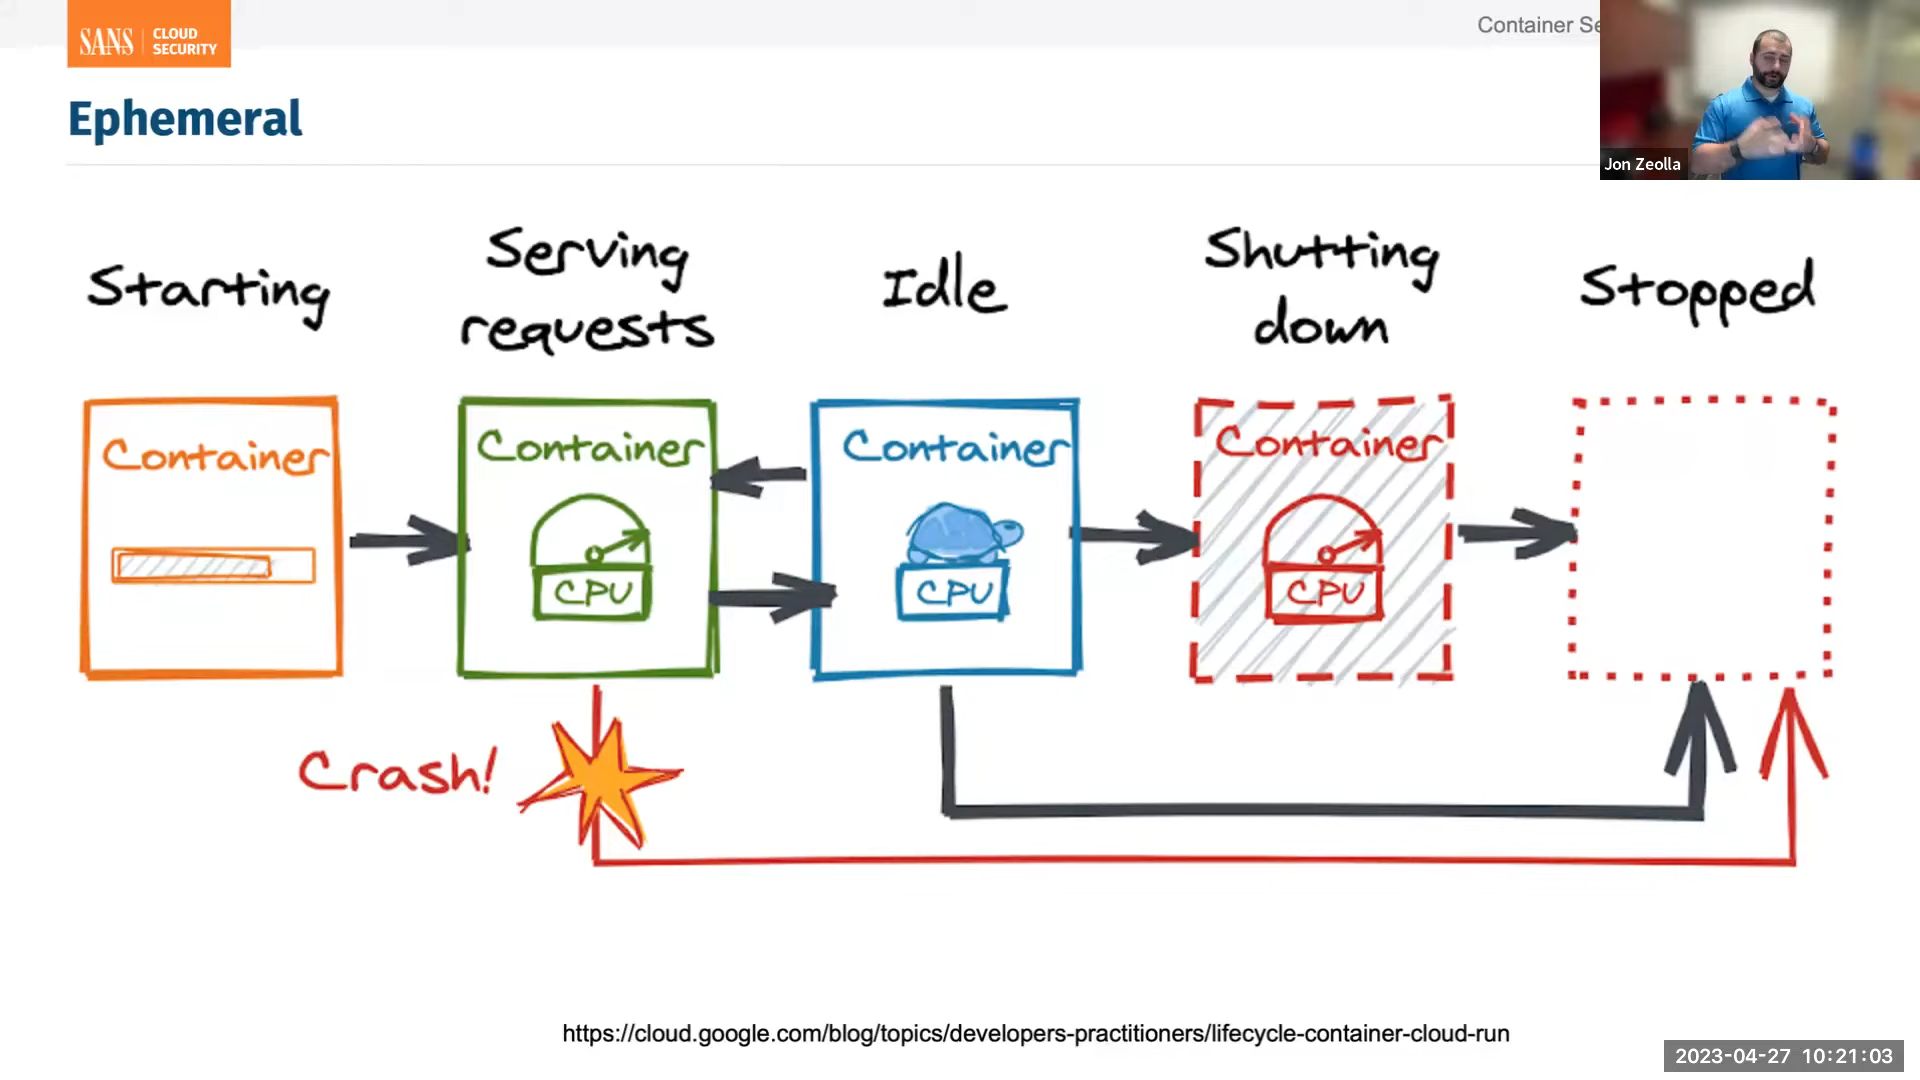 SANS
CLOUD
SECURITY
Container
Jon Zeolla
Ephemeral
Starting
Serving
requests
Idle
Shutting
down
Stopped
Container
Container
CPU
Container
CPU
Container
CPU
Crash!
https://cloud.google.com/blog/topics/developers-practitioners/lifecycle-container-cloud-run
2023-04-27 10:21:03